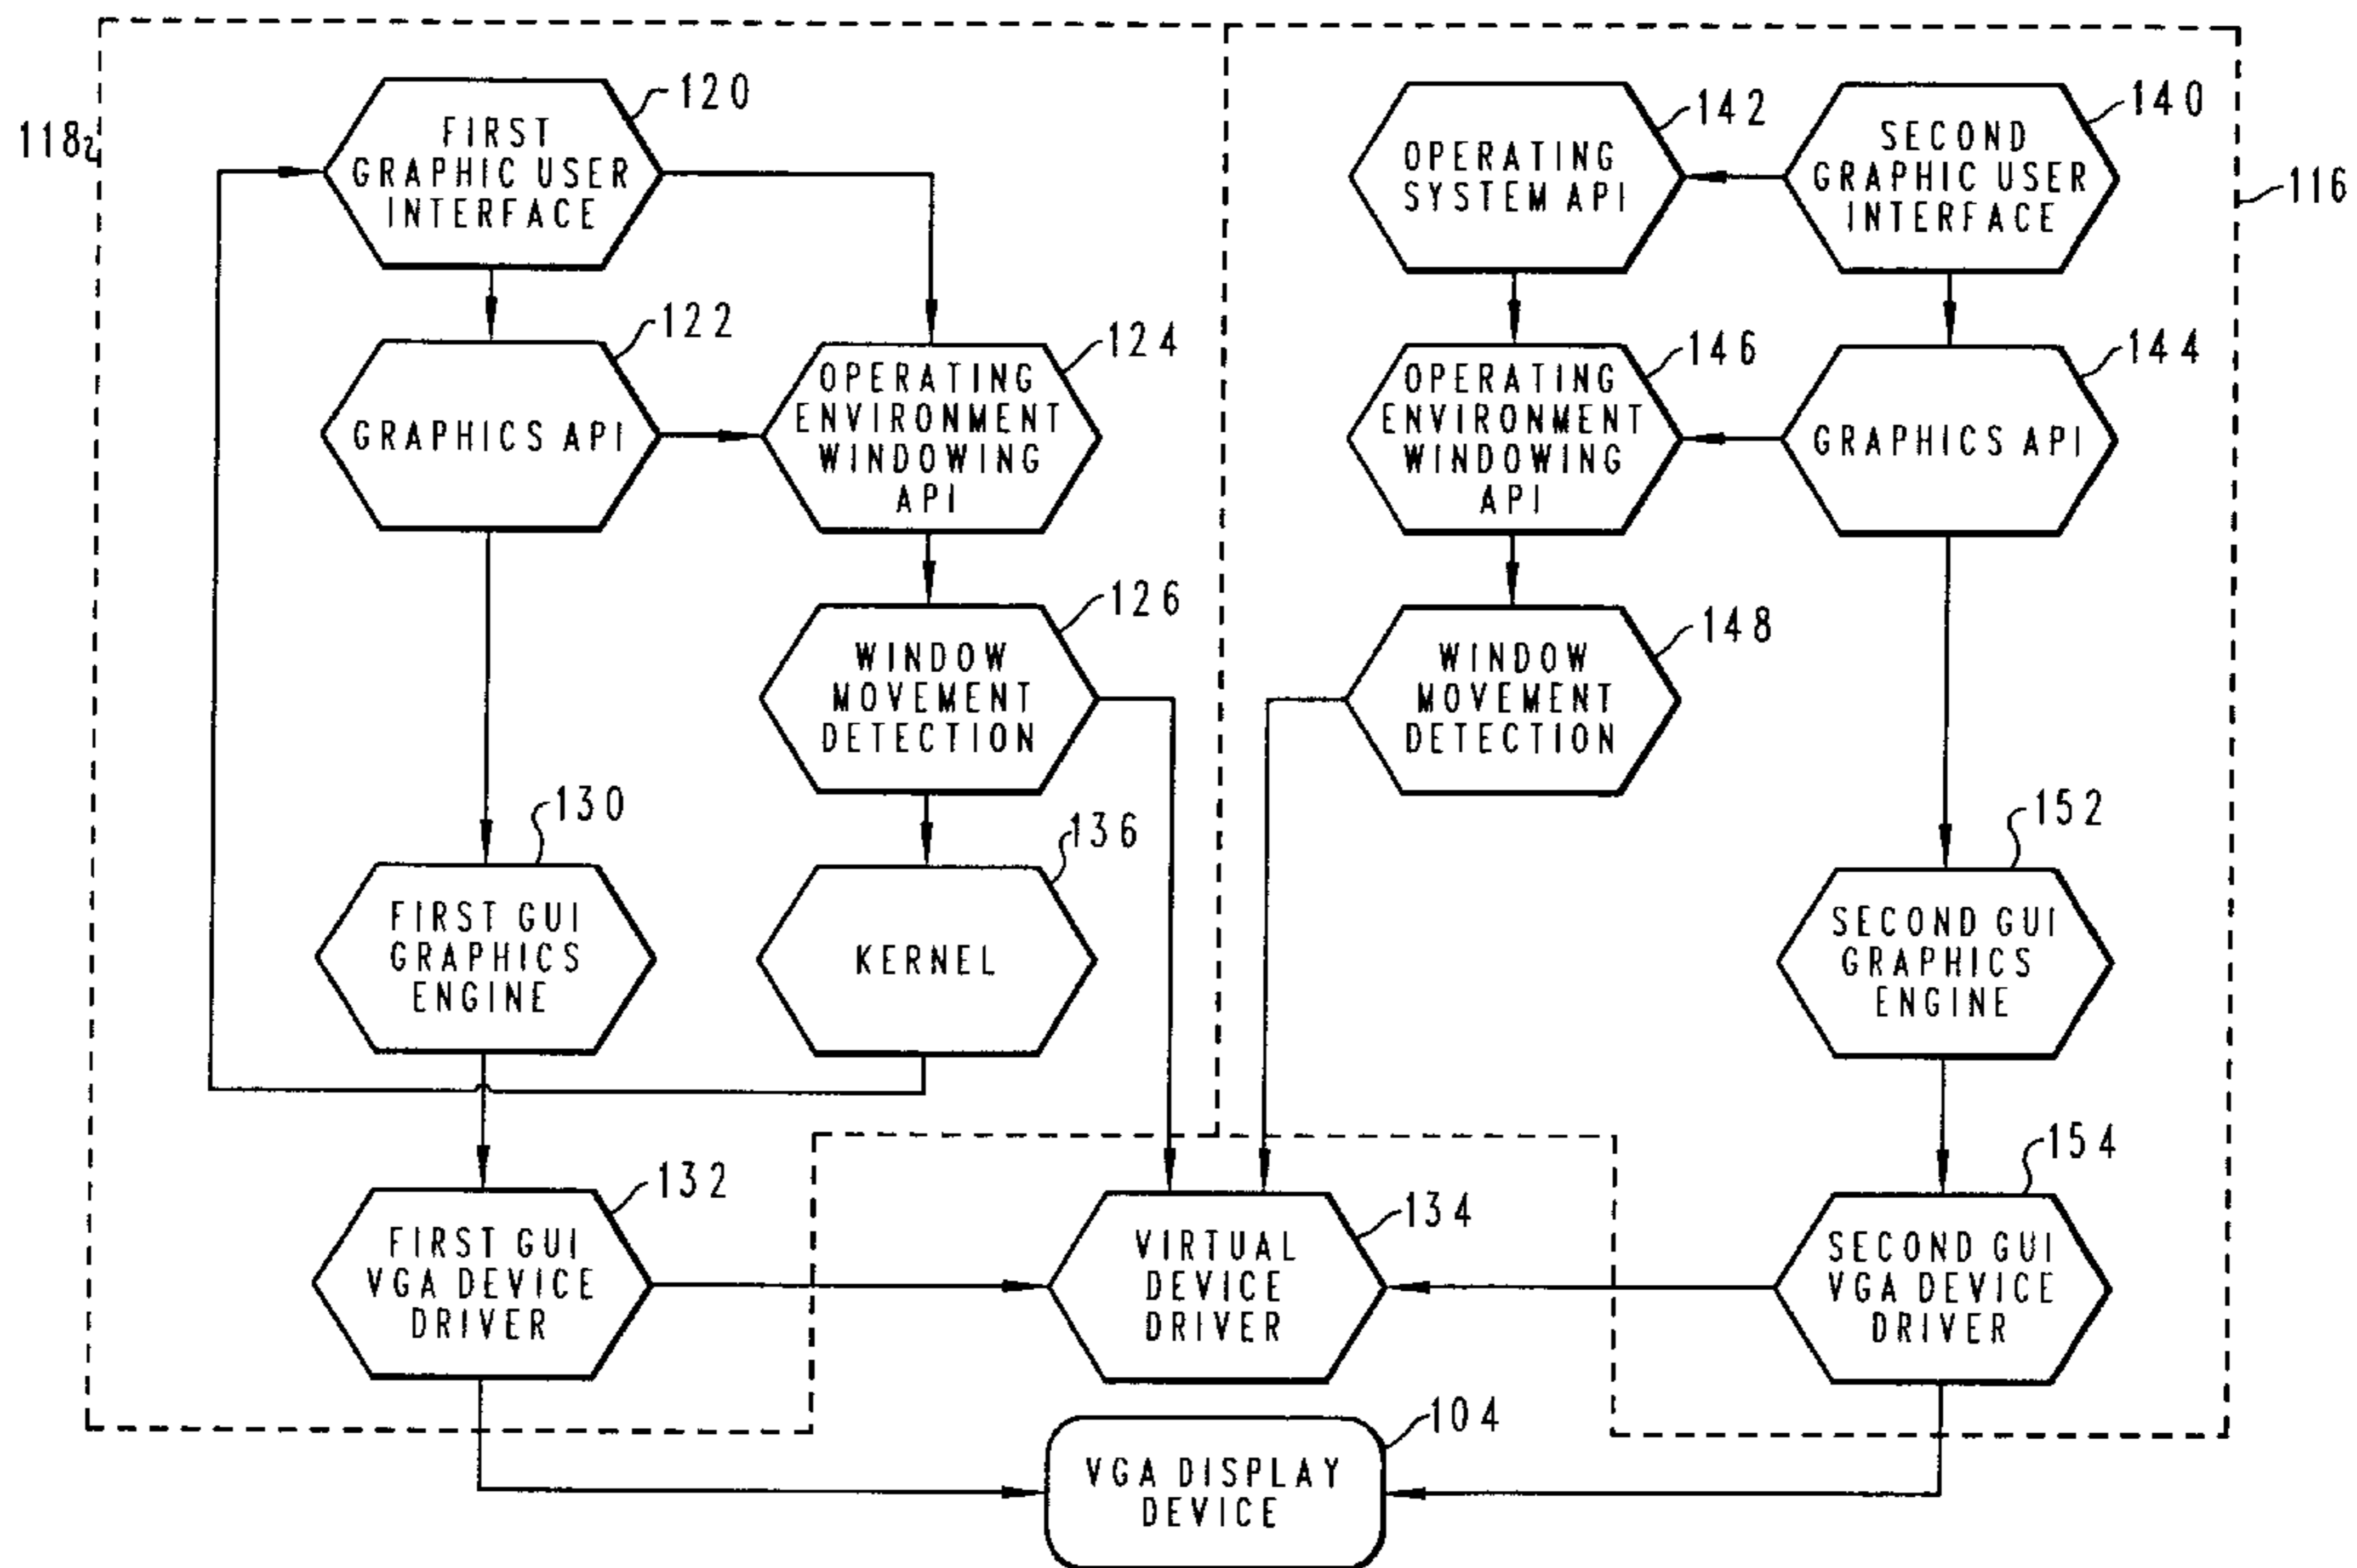 118
120
FIRST
GRAPHIC USER
INTERFACE
142
OPERATING
SYSTEM API
140
SECOND
GRAPHIC USER
INTERFACE
116
122
GRAPHICS API
124
OPERATING
ENVIRONMENT
WINDOWING
API
146
OPERATING
ENVIRONMENT
WINDOWING
API
144
GRAPHICS API
126
WINDOW
MOVEMENT
DETECTION
148
WINDOW
MOVEMENT
DETECTION
130
FIRST GUI
GRAPHICS
ENGINE
136
KERNEL
152
SECOND GUI
GRAPHICS
ENGINE
132
FIRST GUI
VGA DEVICE
DRIVER
134
VIRTUAL
DEVICE
DRIVER
154
SECOND GUI
VGA DEVICE
DRIVER
104
VGA DISPLAY
DEVICE